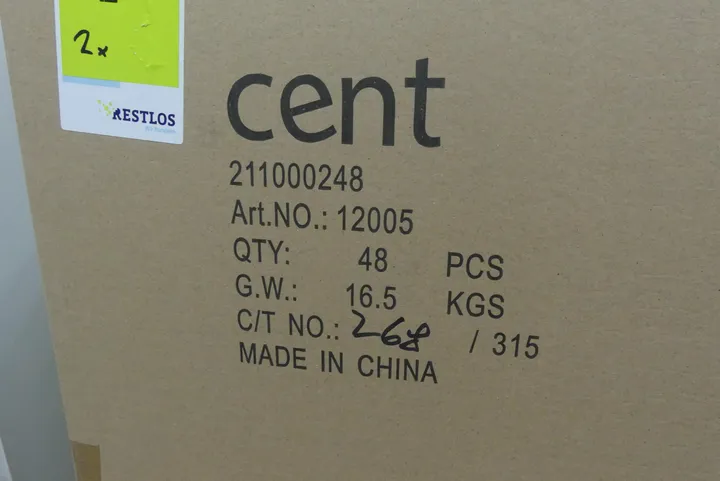 2x
RESTLOS
cent
211000248
Art.NO.: 12005
QTY: 48 PCS
G.W.: 16.5 KGS
C/T NO.: 268 / 315
MADE IN CHINA